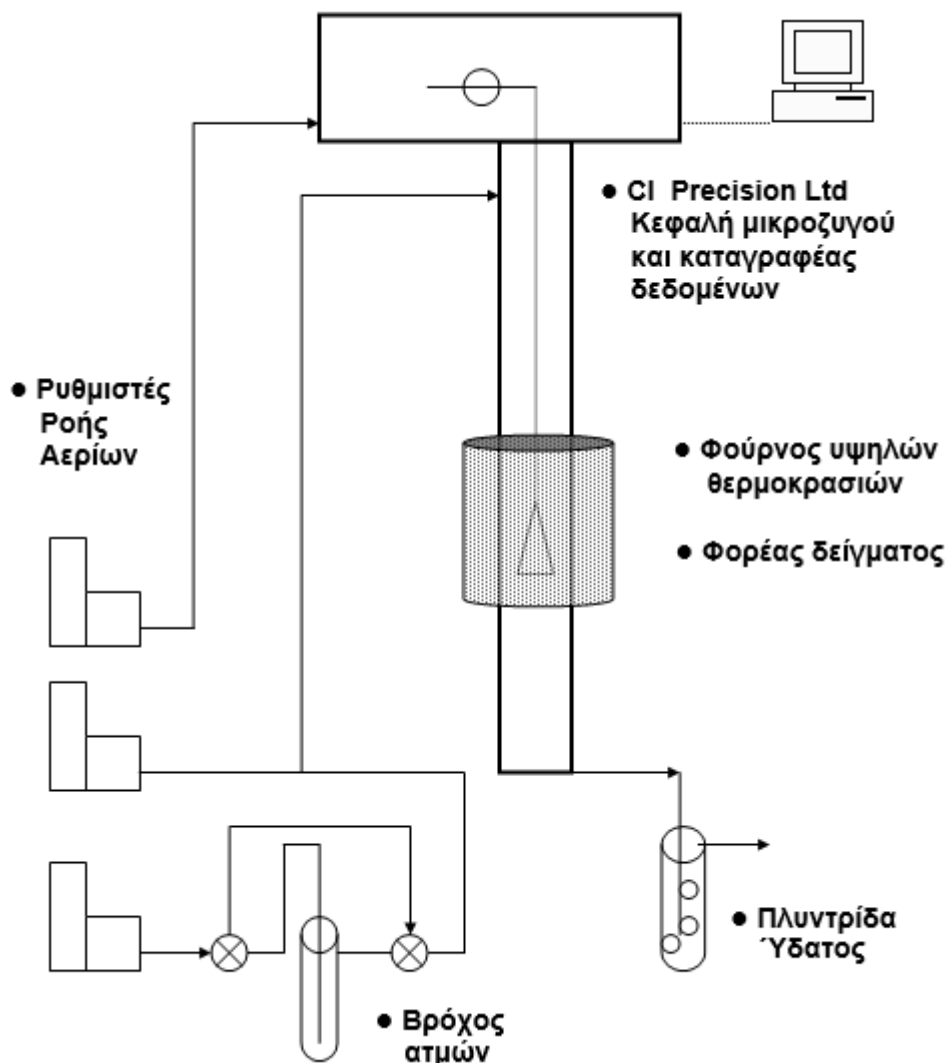 ● CI Precision Ltd
Κεφαλή μικροζυγού
και καταγραφέας
δεδομένων
● Ρυθμιστές
Ροής
Αερίων
● Φούρνος υψηλών
θερμοκρασιών
● Φορέας δείγματος
● Πλυντρίδα
Ύδατος
● Βρόχος
ατμών